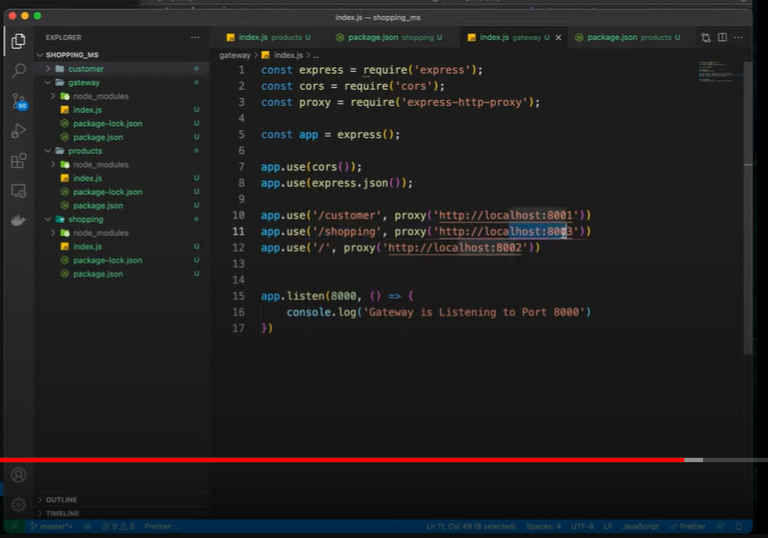 index.js — shopping_ms
EXPLORER
SHOPPING_MS
customer
gateway
node_modules
index.js U
package-lock.json U
package.json U
products
node_modules
index.js U
package-lock.json U
package.json U
shopping
node_modules
index.js U
package-lock.json U
package.json U
OUTLINE
TIMELINE
index.js products U
package.json shopping U
index.js gateway U
package.json products U
gateway > index.js > ...
1 const express = require('express');
2 const cors = require('cors');
3 const proxy = require('express-http-proxy');
4
5 const app = express();
6
7 app.use(cors());
8 app.use(express.json());
9
10 app.use('/customer', proxy('http://localhost:8001'))
11 app.use('/shopping', proxy('http://localhost:8003'))
12 app.use('/', proxy('http://localhost:8002'))
13
14
15 app.listen(8000, () => {
16 console.log('Gateway is Listening to Port 8000')
17 })
master*+ 0 0 Prettier: ... Ln 11, Col 49 (9 selected) Spaces: 4 UTF-8 LF JavaScript Prettier